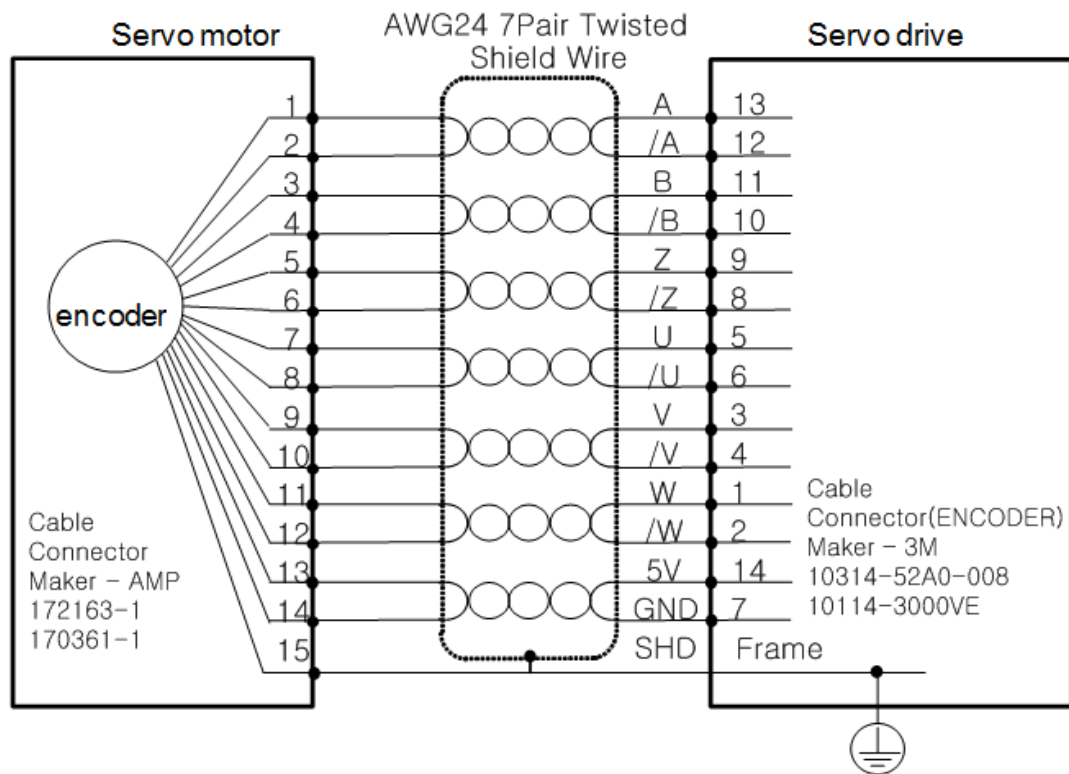 Servo motor
AWG24 7Pair Twisted
Shield Wire
Servo drive
1 A 13
2 /A 12
3 B 11
4 /B 10
5 Z 9
6 /Z 8
7 U 5
8 /U 6
9 V 3
10 /V 4
11 W 1
12 /W 2
13 5V 14
14 GND 7
15 SHD Frame
encoder
Cable
Connector
Maker - AMP
172163-1
170361-1
Cable
Connector(ENCODER)
Maker - 3M
10314-52A0-008
10114-3000VE